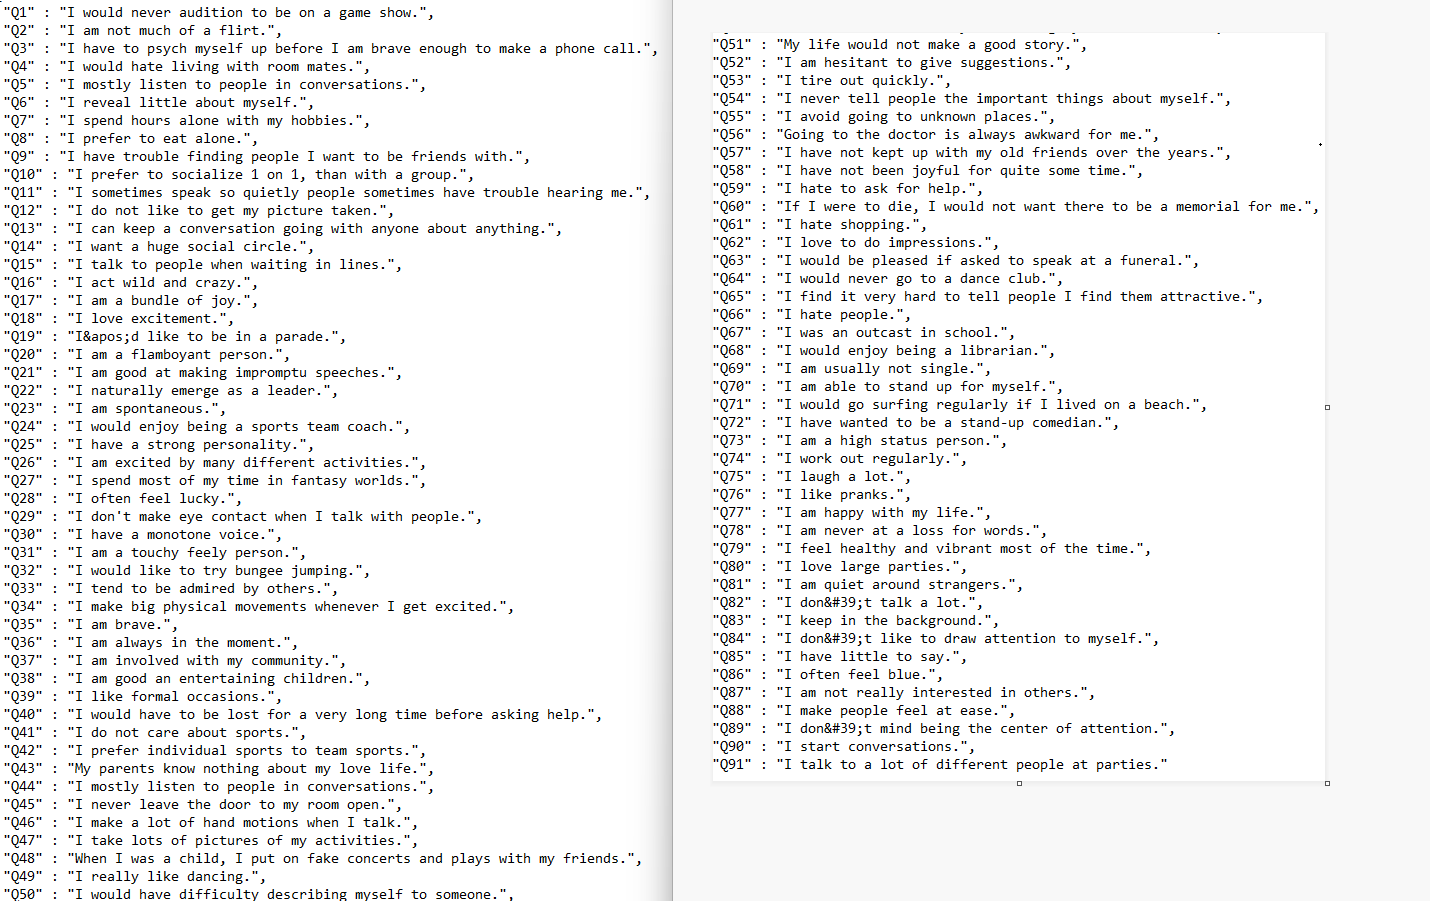 "Q1" : "I would never audition to be on a game show.",
"Q2" : "I am not much of a flirt.",
"Q3" : "I have to psych myself up before I am brave enough to make a phone call.",
"Q4" : "I would hate living with room mates.",
"Q5" : "I mostly listen to people in conversations.",
"Q6" : "I reveal little about myself.",
"Q7" : "I spend hours alone with my hobbies.",
"Q8" : "I prefer to eat alone.",
"Q9" : "I have trouble finding people I want to be friends with.",
"Q10" : "I prefer to socialize 1 on 1, than with a group.",
"Q11" : "I sometimes speak so quietly people sometimes have trouble hearing me.",
"Q12" : "I do not like to get my picture taken.",
"Q13" : "I can keep a conversation going with anyone about anything.",
"Q14" : "I want a huge social circle.",
"Q15" : "I talk to people when waiting in lines.",
"Q16" : "I act wild and crazy.",
"Q17" : "I am a bundle of joy.",
"Q18" : "I love excitement.",
"Q19" : "I&apos;d like to be in a parade.",
"Q20" : "I am a flamboyant person.",
"Q21" : "I am good at making impromptu speeches.",
"Q22" : "I naturally emerge as a leader.",
"Q23" : "I am spontaneous.",
"Q24" : "I would enjoy being a sports team coach.",
"Q25" : "I have a strong personality.",
"Q26" : "I am excited by many different activities.",
"Q27" : "I spend most of my time in fantasy worlds.",
"Q28" : "I often feel lucky.",
"Q29" : "I don't make eye contact when I talk with people.",
"Q30" : "I have a monotone voice.",
"Q31" : "I am a touchy feely person.",
"Q32" : "I would like to try bungee jumping.",
"Q33" : "I tend to be admired by others.",
"Q34" : "I make big physical movements whenever I get excited.",
"Q35" : "I am brave.",
"Q36" : "I am always in the moment.",
"Q37" : "I am involved with my community.",
"Q38" : "I am good an entertaining children.",
"Q39" : "I like formal occasions.",
"Q40" : "I would have to be lost for a very long time before asking help.",
"Q41" : "I do not care about sports.",
"Q42" : "I prefer individual sports to team sports.",
"Q43" : "My parents know nothing about my love life.",
"Q44" : "I mostly listen to people in conversations.",
"Q45" : "I never leave the door to my room open.",
"Q46" : "I make a lot of hand motions when I talk.",
"Q47" : "I take lots of pictures of my activities.",
"Q48" : "When I was a child, I put on fake concerts and plays with my friends.",
"Q49" : "I really like dancing.",
"Q50" : "I would have difficulty describing myself to someone.",
"Q51" : "My life would not make a good story.",
"Q52" : "I am hesitant to give suggestions.",
"Q53" : "I tire out quickly.",
"Q54" : "I never tell people the important things about myself.",
"Q55" : "I avoid going to unknown places.",
"Q56" : "Going to the doctor is always awkward for me.",
"Q57" : "I have not kept up with my old friends over the years.",
"Q58" : "I have not been joyful for quite some time.",
"Q59" : "I hate to ask for help.",
"Q60" : "If I were to die, I would not want there to be a memorial for me.",
"Q61" : "I hate shopping.",
"Q62" : "I love to do impressions.",
"Q63" : "I would be pleased if asked to speak at a funeral.",
"Q64" : "I would never go to a dance club.",
"Q65" : "I find it very hard to tell people I find them attractive.",
"Q66" : "I hate people.",
"Q67" : "I was an outcast in school.",
"Q68" : "I would enjoy being a librarian.",
"Q69" : "I am usually not single.",
"Q70" : "I am able to stand up for myself.",
"Q71" : "I would go surfing regularly if I lived on a beach.",
"Q72" : "I have wanted to be a stand-up comedian.",
"Q73" : "I am a high status person.",
"Q74" : "I work out regularly.",
"Q75" : "I laugh a lot.",
"Q76" : "I like pranks.",
"Q77" : "I am happy with my life.",
"Q78" : "I am never at a loss for words.",
"Q79" : "I feel healthy and vibrant most of the time.",
"Q80" : "I love large parties.",
"Q81" : "I am quiet around strangers.",
"Q82" : "I don&#39;t talk a lot.",
"Q83" : "I keep in the background.",
"Q84" : "I don&#39;t like to draw attention to myself.",
"Q85" : "I have little to say.",
"Q86" : "I often feel blue.",
"Q87" : "I am not really interested in others.",
"Q88" : "I make people feel at ease.",
"Q89" : "I don&#39;t mind being the center of attention.",
"Q90" : "I start conversations.",
"Q91" : "I talk to a lot of different people at parties."